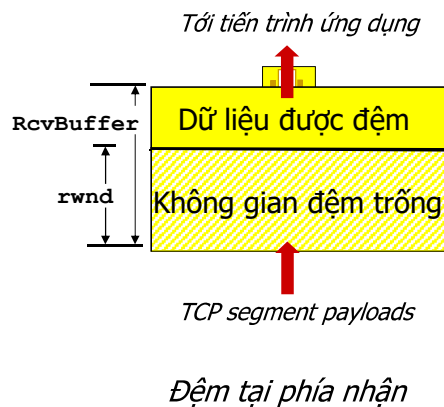 Tới tiến trình ứng dụng
RcvBuffer
Dữ liệu được đệm
rwnd
Không gian đệm trống
TCP segment payloads
Đệm tại phía nhận